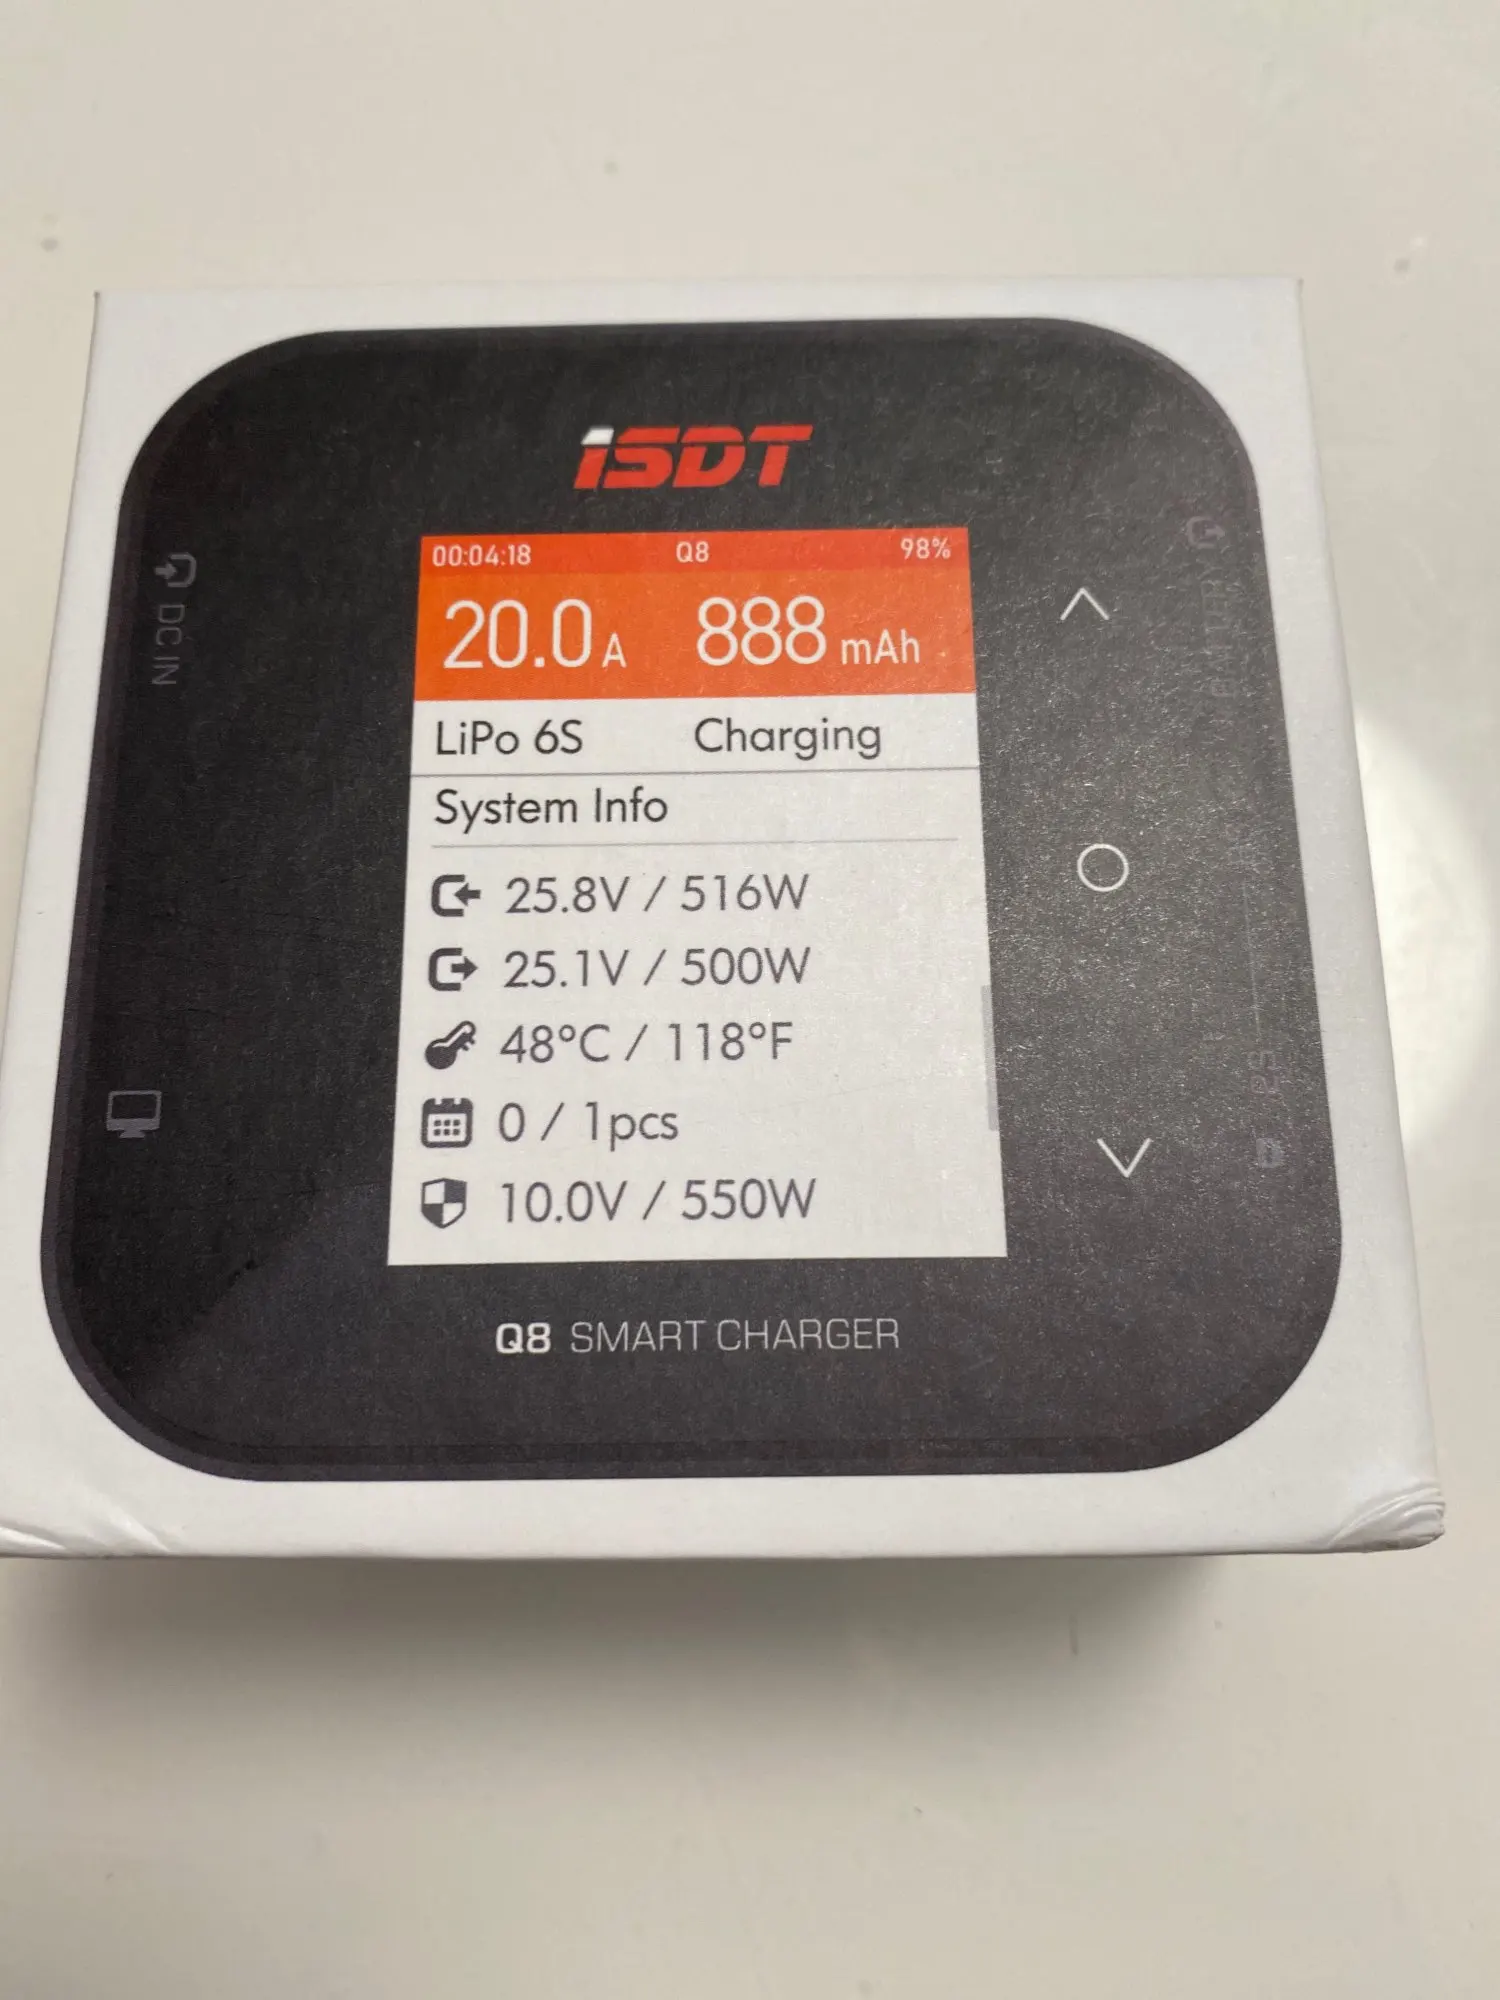 iSDT
00:04:18 Q8 98%
20.0A 888mAh
LiPo 6S Charging
System Info
25.8V / 516W
25.1V / 500W
48°C / 118°F
0 / 1pcs
10.0V / 550W
Q8 SMART CHARGER
DC IN
BATTERY